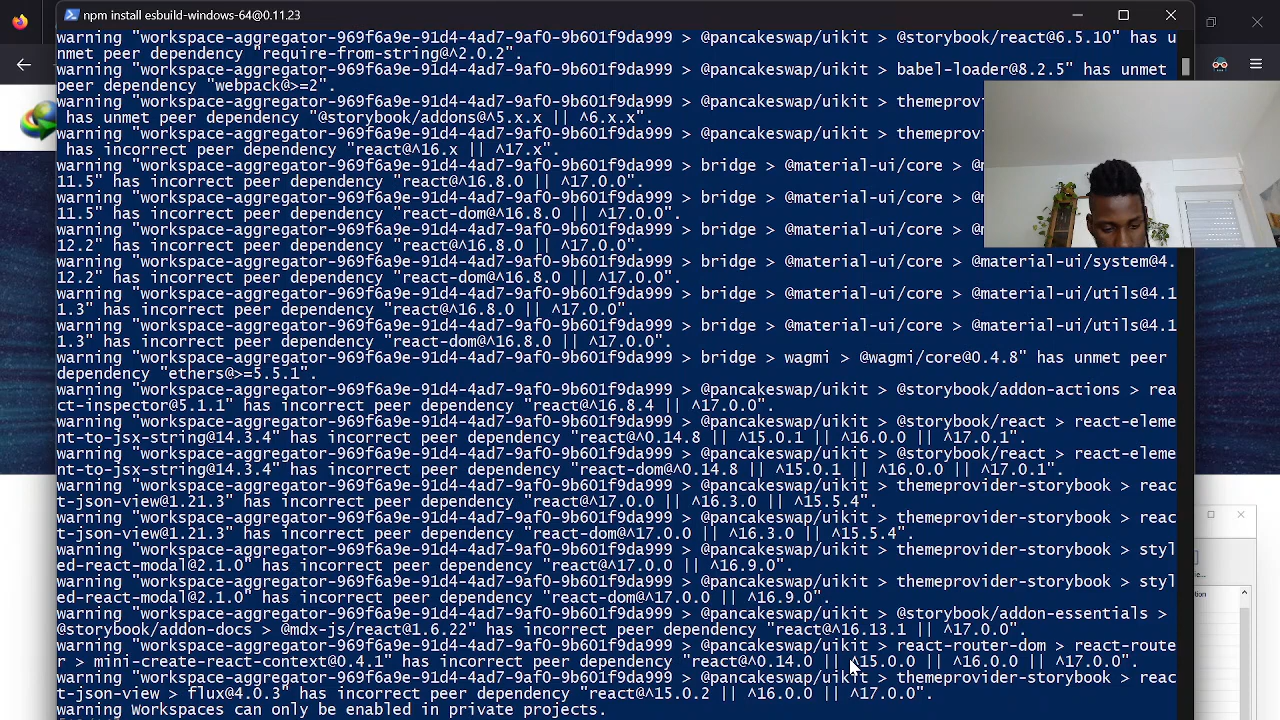 npm install esbuild-windows-64@0.11.23
warning "workspace-aggregator-969f6a9e-91d4-4ad7-9af0-9b601f9da999 > @pancakeswap/uikit > @storybook/react@6.5.10" has u
nmet peer dependency "require-from-string@^2.0.2".
warning "workspace-aggregator-969f6a9e-91d4-4ad7-9af0-9b601f9da999 > @pancakeswap/uikit > babel-loader@8.2.5" has unmet
peer dependency "webpack@>=2".
warning "workspace-aggregator-969f6a9e-91d4-4ad7-9af0-9b601f9da999 > @pancakeswap/uikit > themeprovi
has unmet peer dependency "@storybook/addons@^5.x.x || ^6.x.x".
warning "workspace-aggregator-969f6a9e-91d4-4ad7-9af0-9b601f9da999 > @pancakeswap/uikit > themeprovi
has incorrect peer dependency "react@^16.x || ^17.x".
warning "workspace-aggregator-969f6a9e-91d4-4ad7-9af0-9b601f9da999 > bridge > @material-ui/core >
11.5" has incorrect peer dependency "react@^16.8.0 || ^17.0.0".
warning "workspace-aggregator-969f6a9e-91d4-4ad7-9af0-9b601f9da999 > bridge > @material-ui/core >
11.5" has incorrect peer dependency "react-dom@^16.8.0 || ^17.0.0".
warning "workspace-aggregator-969f6a9e-91d4-4ad7-9af0-9b601f9da999 > bridge > @material-ui/core >
12.2" has incorrect peer dependency "react@^16.8.0 || ^17.0.0".
warning "workspace-aggregator-969f6a9e-91d4-4ad7-9af0-9b601f9da999 > bridge > @material-ui/core > @material-ui/system@4.
12.2" has incorrect peer dependency "react-dom@^16.8.0 || ^17.0.0".
warning "workspace-aggregator-969f6a9e-91d4-4ad7-9af0-9b601f9da999 > bridge > @material-ui/core > @material-ui/utils@4.1
1.3" has incorrect peer dependency "react@^16.8.0 || ^17.0.0".
warning "workspace-aggregator-969f6a9e-91d4-4ad7-9af0-9b601f9da999 > bridge > @material-ui/core > @material-ui/utils@4.1
1.3" has incorrect peer dependency "react-dom@^16.8.0 || ^17.0.0".
warning "workspace-aggregator-969f6a9e-91d4-4ad7-9af0-9b601f9da999 > bridge > wagmi > @wagmi/core@0.4.8" has unmet peer
dependency "ethers@>=5.5.1".
warning "workspace-aggregator-969f6a9e-91d4-4ad7-9af0-9b601f9da999 > @pancakeswap/uikit > @storybook/addon-actions > rea
ct-inspector@5.1.1" has incorrect peer dependency "react@^16.8.4 || ^17.0.0".
warning "workspace-aggregator-969f6a9e-91d4-4ad7-9af0-9b601f9da999 > @pancakeswap/uikit > @storybook/react > react-eleme
nt-to-jsx-string@14.3.4" has incorrect peer dependency "react@^0.14.8 || ^15.0.1 || ^16.0.0 || ^17.0.1".
warning "workspace-aggregator-969f6a9e-91d4-4ad7-9af0-9b601f9da999 > @pancakeswap/uikit > @storybook/react > react-eleme
nt-to-jsx-string@14.3.4" has incorrect peer dependency "react-dom@^0.14.8 || ^15.0.1 || ^16.0.0 || ^17.0.1".
warning "workspace-aggregator-969f6a9e-91d4-4ad7-9af0-9b601f9da999 > @pancakeswap/uikit > themeprovider-storybook > reac
t-json-view@1.21.3" has incorrect peer dependency "react@^17.0.0 || ^16.3.0 || ^15.5.4".
warning "workspace-aggregator-969f6a9e-91d4-4ad7-9af0-9b601f9da999 > @pancakeswap/uikit > themeprovider-storybook > reac
t-json-view@1.21.3" has incorrect peer dependency "react-dom@^17.0.0 || ^16.3.0 || ^15.5.4".
warning "workspace-aggregator-969f6a9e-91d4-4ad7-9af0-9b601f9da999 > @pancakeswap/uikit > themeprovider-storybook > styl
ed-react-modal@2.1.0" has incorrect peer dependency "react@^17.0.0 || ^16.9.0".
warning "workspace-aggregator-969f6a9e-91d4-4ad7-9af0-9b601f9da999 > @pancakeswap/uikit > themeprovider-storybook > styl
ed-react-modal@2.1.0" has incorrect peer dependency "react-dom@^17.0.0 || ^16.9.0".
warning "workspace-aggregator-969f6a9e-91d4-4ad7-9af0-9b601f9da999 > @pancakeswap/uikit > @storybook/addon-essentials >
@storybook/addon-docs > @mdx-js/react@1.6.22" has incorrect peer dependency "react@^16.13.1 || ^17.0.0".
warning "workspace-aggregator-969f6a9e-91d4-4ad7-9af0-9b601f9da999 > @pancakeswap/uikit > react-router-dom > react-route
r > mini-create-react-context@0.4.1" has incorrect peer dependency "react@^0.14.0 || ^15.0.0 || ^16.0.0 || ^17.0.0".
warning "workspace-aggregator-969f6a9e-91d4-4ad7-9af0-9b601f9da999 > @pancakeswap/uikit > themeprovider-storybook > reac
t-json-view > flux@4.0.3" has incorrect peer dependency "react@^15.0.2 || ^16.0.0 || ^17.0.0".
warning Workspaces can only be enabled in private projects.